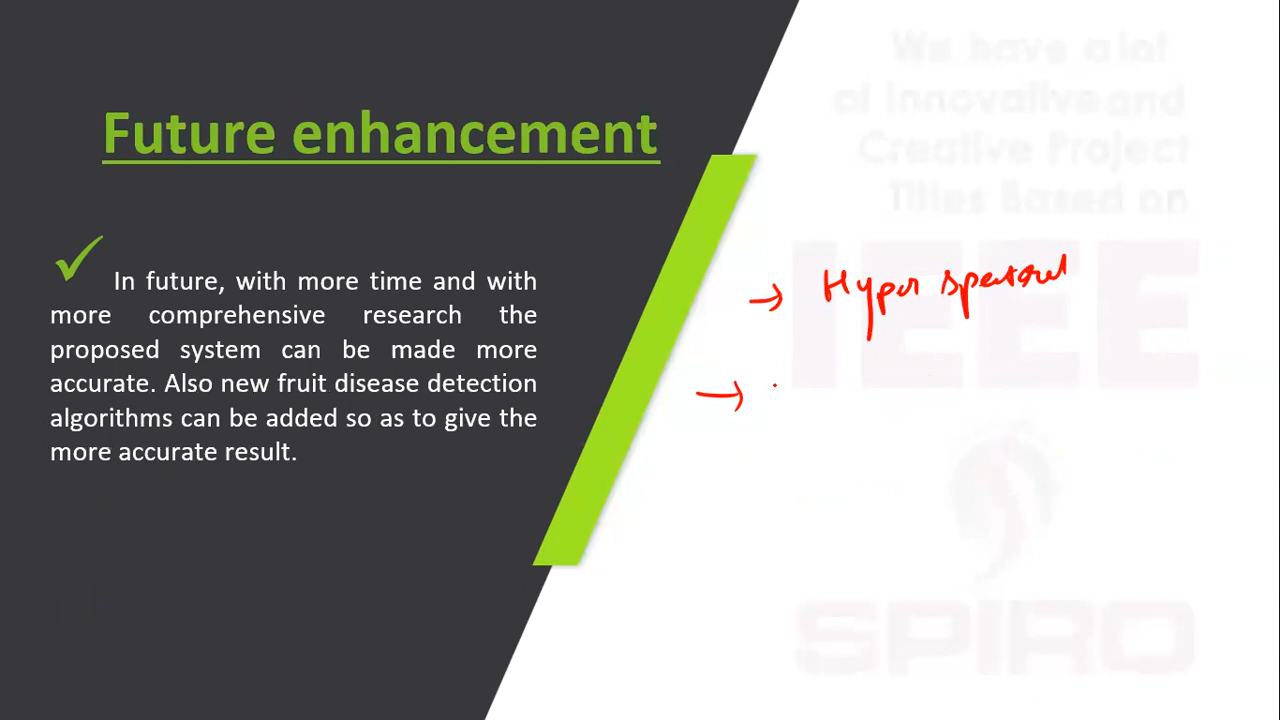 Future enhancement
In future, with more time and with
more comprehensive research the
proposed system can be made more
accurate. Also new fruit disease detection
algorithms can be added so as to give the
more accurate result.
We have a lot
of Innovative and
Creative Project
Titles Based on
IEEE
→ Hyper spectral
→
SPIRO